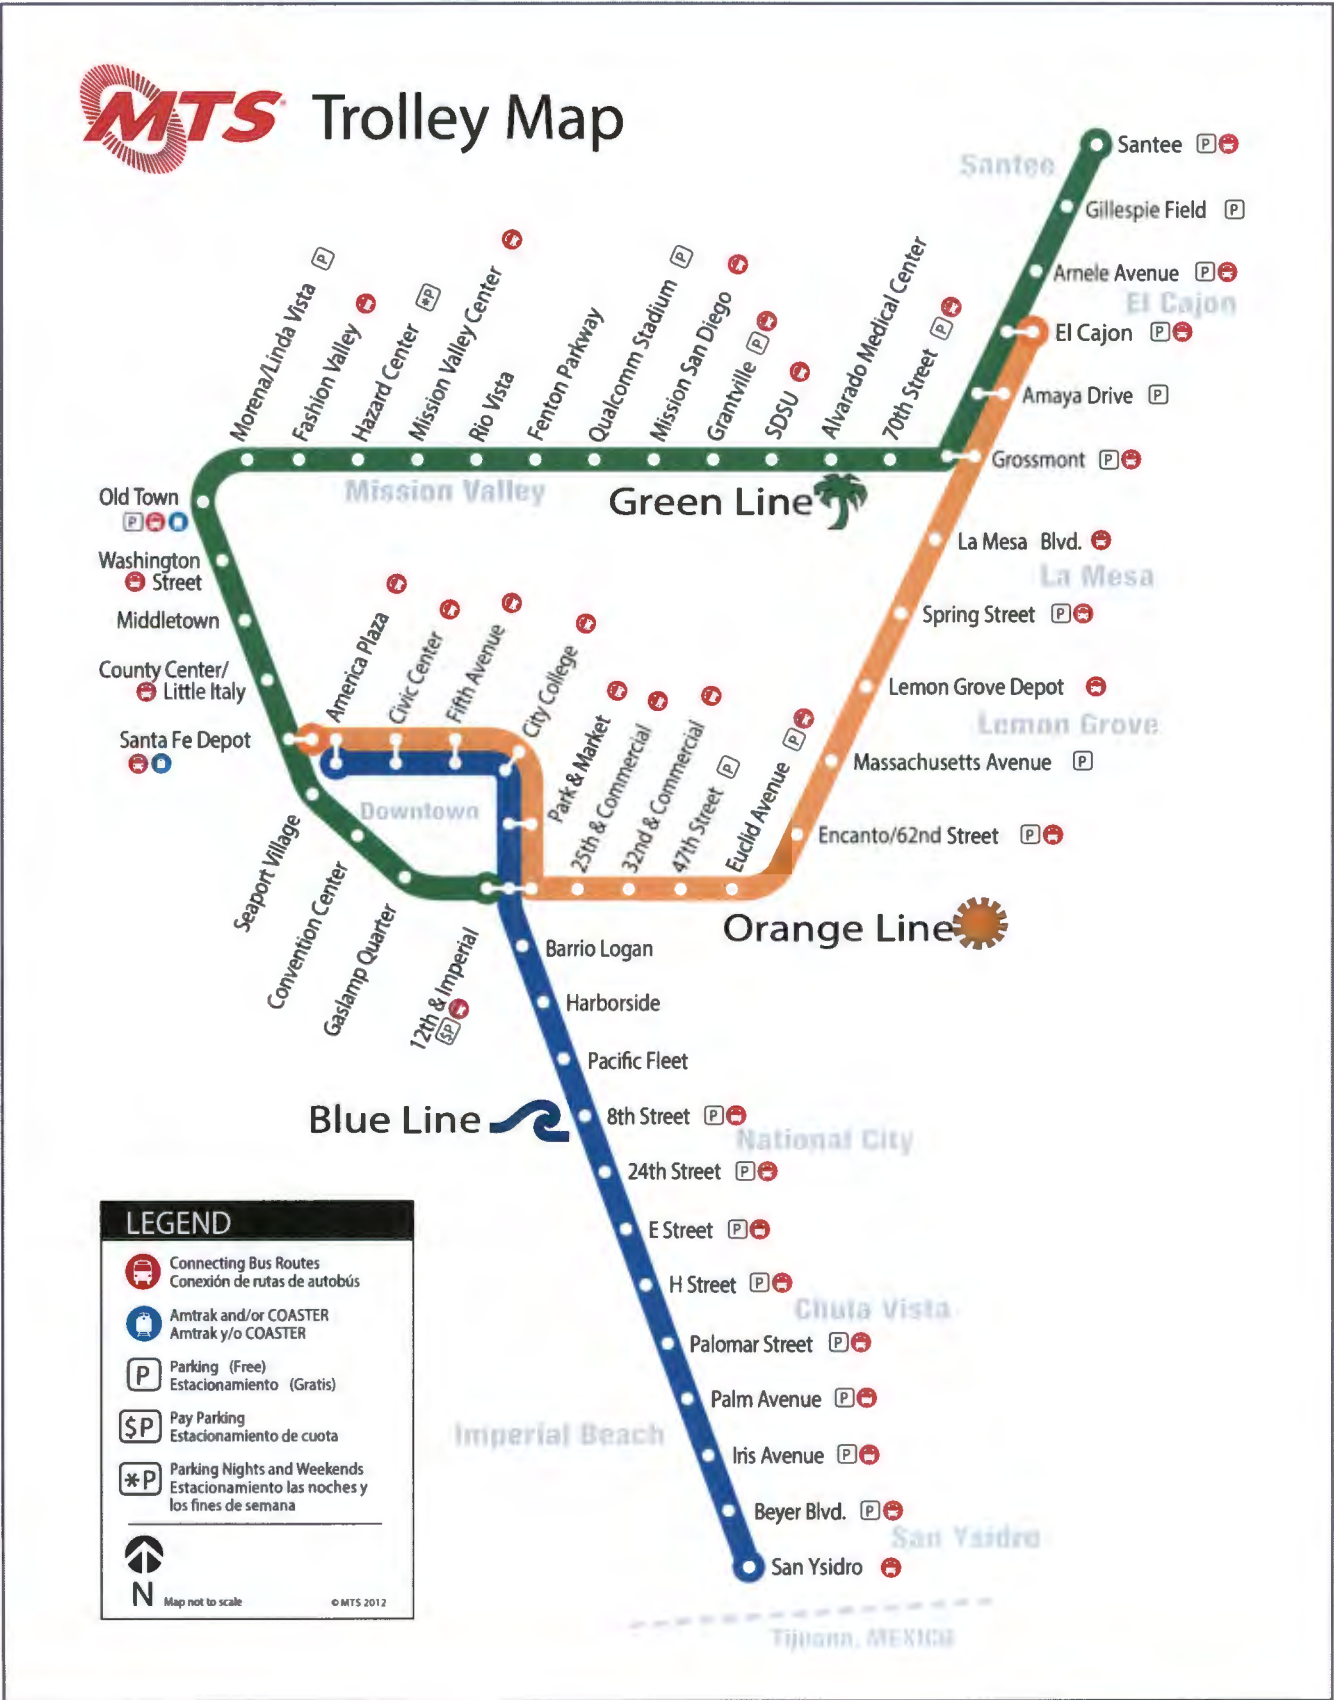 MTS Trolley Map
Santee
Santee
Gillespie Field
Arnele Avenue
El Cajon
El Cajon
Amaya Drive
Grossmont
Morena/Linda Vista
Fashion Valley
Hazard Center
Mission Valley Center
Rio Vista
Fenton Parkway
Qualcomm Stadium
Mission San Diego
Grantville
SDSU
Alvarado Medical Center
70th Street
Mission Valley
Green Line
Old Town
Washington
Street
Middletown
County Center/
Little Italy
Santa Fe Depot
La Mesa Blvd.
La Mesa
Spring Street
Lemon Grove Depot
Lemon Grove
Massachusetts Avenue
Encanto/62nd Street
America Plaza
Civic Center
Fifth Avenue
City College
Park & Market
25th & Commercial
32nd & Commercial
47th Street
Euclid Avenue
Downtown
Orange Line
Seaport Village
Convention Center
Gaslamp Quarter
12th & Imperial
Barrio Logan
Harborside
Pacific Fleet
Blue Line
8th Street
National City
24th Street
E Street
H Street
Chula Vista
Palomar Street
Palm Avenue
Imperial Beach
Iris Avenue
Beyer Blvd.
San Ysidro
San Ysidro
Tijuana, MEXICO
LEGEND
Connecting Bus Routes
Conexión de rutas de autobús
Amtrak and/or COASTER
Amtrak y/o COASTER
P
Parking (Free)
Estacionamiento (Gratis)
$P
Pay Parking
Estacionamiento de cuota
*P
Parking Nights and Weekends
Estacionamiento las noches y
los fines de semana
N
Map not to scale
© MTS 2012